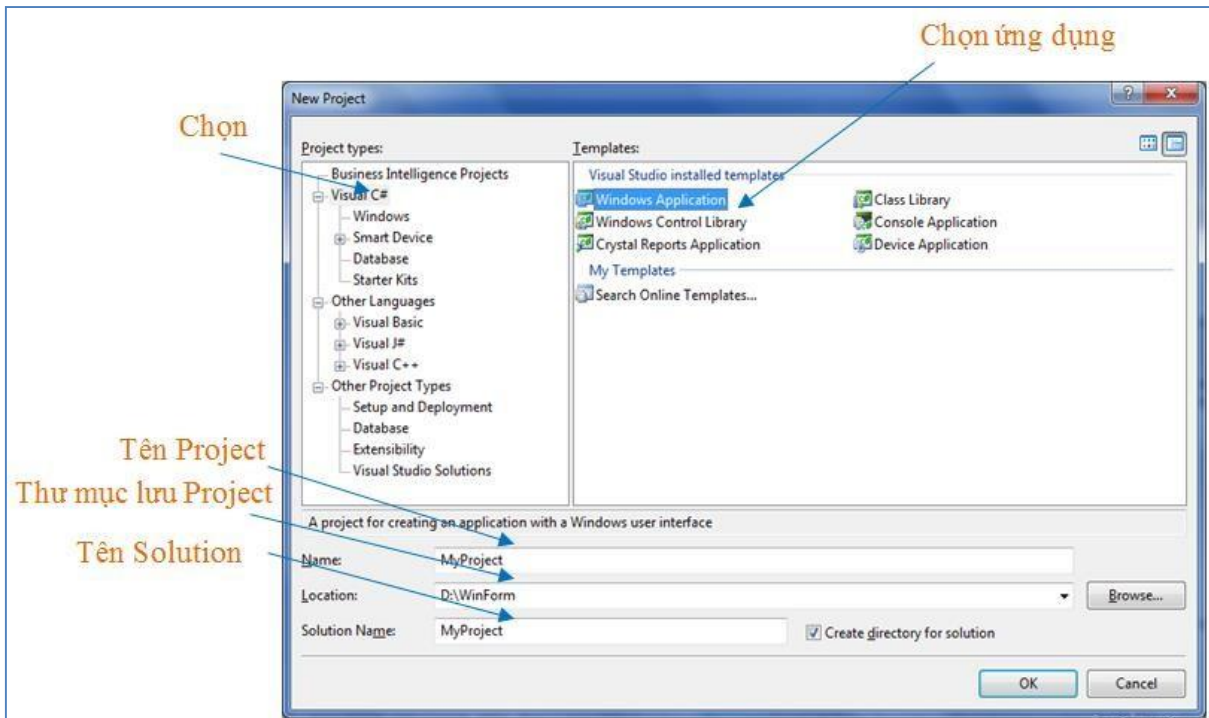 Chọn ứng dụng
New Project
Chọn
Project types:
Templates:
Business Intelligence Projects
Visual C#
Windows
Smart Device
Database
Starter Kits
Other Languages
Visual Basic
Visual J#
Visual C++
Other Project Types
Setup and Deployment
Database
Extensibility
Visual Studio Solutions
Visual Studio installed templates
Windows Application
Class Library
Windows Control Library
Console Application
Crystal Reports Application
Device Application
My Templates
Search Online Templates...
Tên Project
Thư mục lưu Project
Tên Solution
A project for creating an application with a Windows user interface
Name:
MyProject
Location:
D:\WinForm
Browse...
Solution Name:
MyProject
Create directory for solution
OK
Cancel